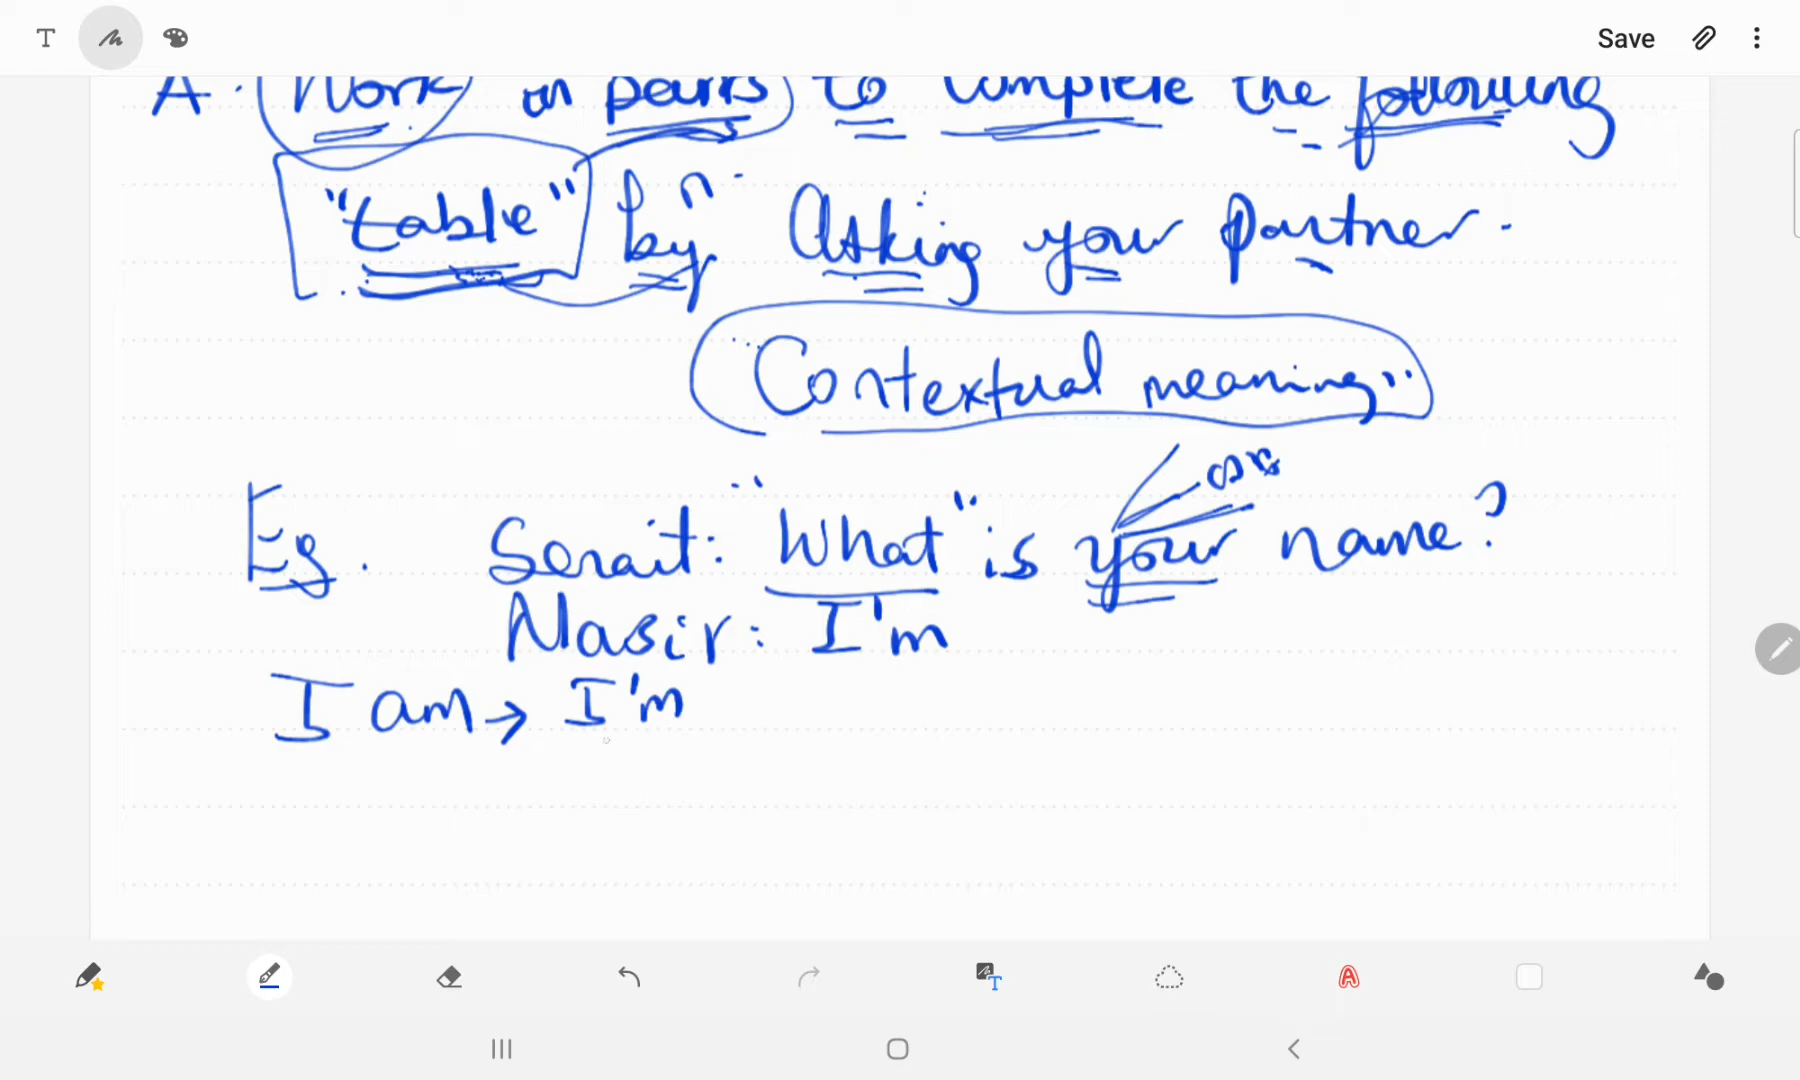 Save
A. Work in pairs to complete the following
"table" by Asking your partner.
"Contextual meaning"
Eg. Serait: "What" is your name?
Nasir: I'm
I am → I'm